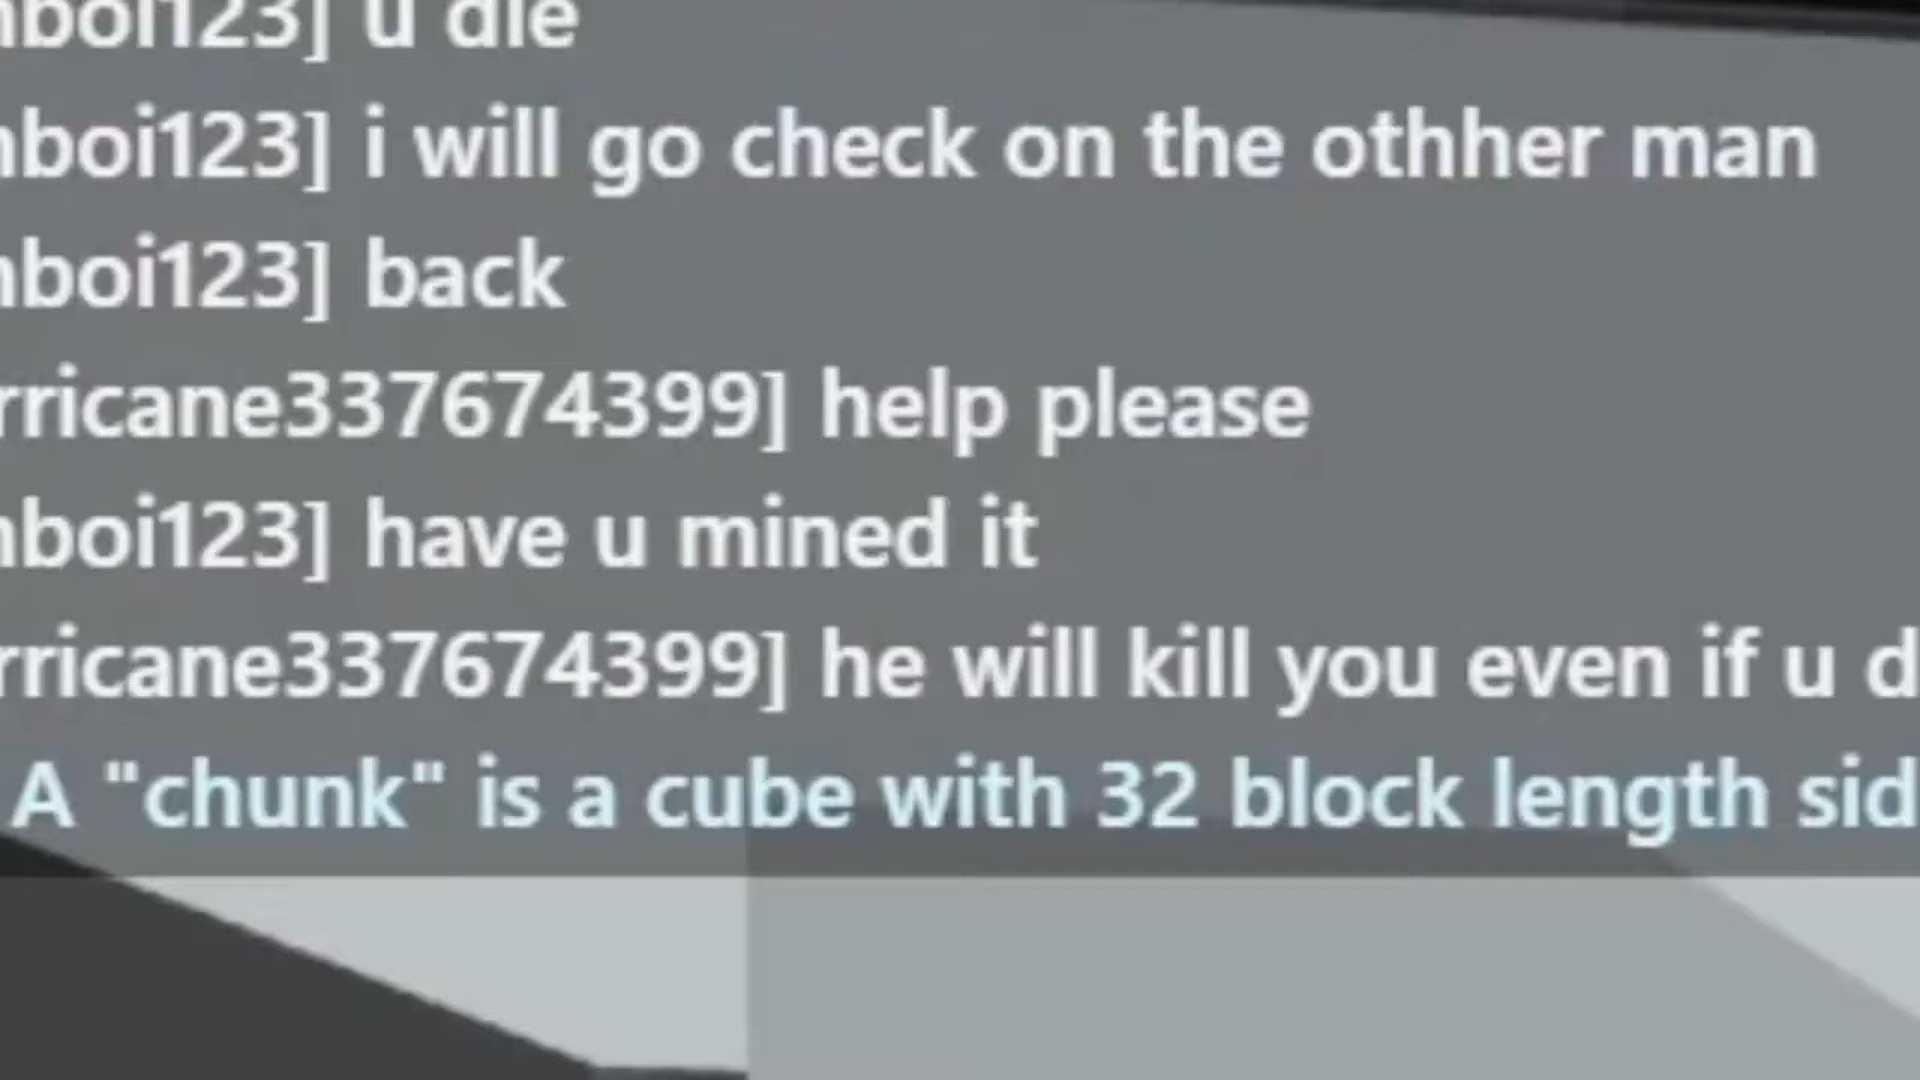 boi123] u die
boi123] i will go check on the othher man
boi123] back
rricane337674399] help please
boi123] have u mined it
rricane337674399] he will kill you even if u d
A "chunk" is a cube with 32 block length sid